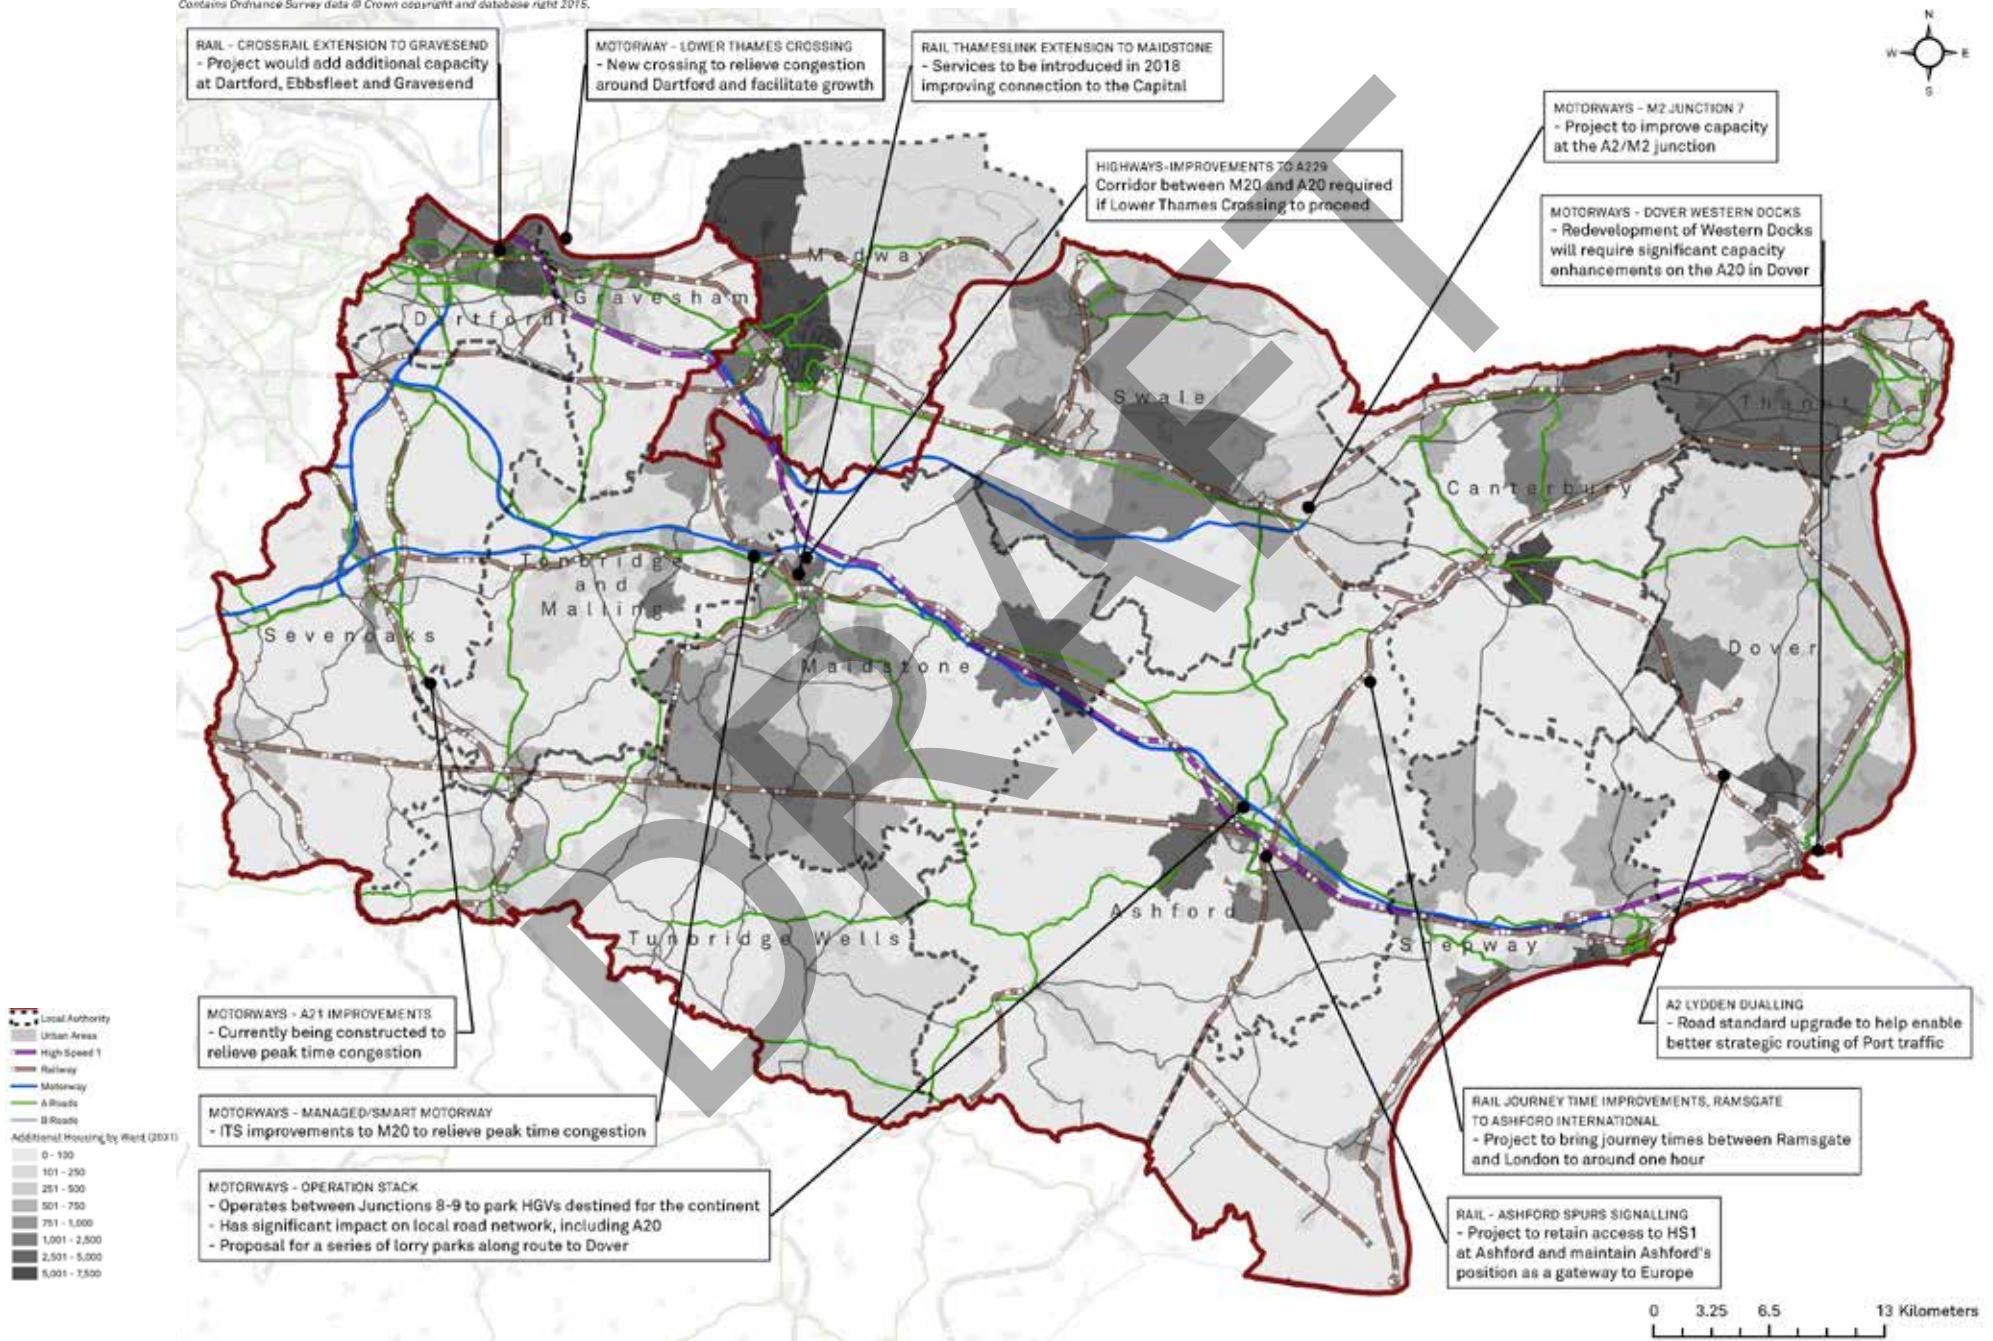 Contains Ordnance Survey data © Crown copyright and database right 2015.
RAIL - CROSSRAIL EXTENSION TO GRAVESEND
- Project would add additional capacity
at Dartford, Ebbsfleet and Gravesend
MOTORWAY - LOWER THAMES CROSSING
- New crossing to relieve congestion
around Dartford and facilitate growth
RAIL THAMESLINK EXTENSION TO MAIDSTONE
- Services to be introduced in 2018
improving connection to the Capital
N
W
E
S
MOTORWAYS - M2 JUNCTION 7
- Project to improve capacity
at the A2/M2 junction
HIGHWAYS-IMPROVEMENTS TO A229
Corridor between M20 and A20 required
if Lower Thames Crossing to proceed
MOTORWAYS - DOVER WESTERN DOCKS
- Redevelopment of Western Docks
will require significant capacity
enhancements on the A20 in Dover
Medway
Gravesham
Dartford
Swale
Thanet
Canterbury
Tonbridge
and
Malling
Sevenoaks
Maidstone
Dover
Ashford
Tunbridge Wells
Shepway
DRAFT
MOTORWAYS - A21 IMPROVEMENTS
- Currently being constructed to
relieve peak time congestion
A2 LYDDEN DUALLING
- Road standard upgrade to help enable
better strategic routing of Port traffic
MOTORWAYS - MANAGED/SMART MOTORWAY
- ITS improvements to M20 to relieve peak time congestion
RAIL JOURNEY TIME IMPROVEMENTS, RAMSGATE
TO ASHFORD INTERNATIONAL
- Project to bring journey times between Ramsgate
and London to around one hour
MOTORWAYS - OPERATION STACK
- Operates between Junctions 8-9 to park HGVs destined for the continent
- Has significant impact on local road network, including A20
- Proposal for a series of lorry parks along route to Dover
RAIL - ASHFORD SPURS SIGNALLING
- Project to retain access to HS1
at Ashford and maintain Ashford's
position as a gateway to Europe
Local Authority
Urban Areas
High Speed 1
Railway
Motorway
A Roads
B Roads
Additional Housing by Ward (2031)
0 - 100
101 - 250
251 - 500
501 - 750
751 - 1,000
1,001 - 2,500
2,501 - 5,000
5,001 - 7,500
0 3.25 6.5 13 Kilometers